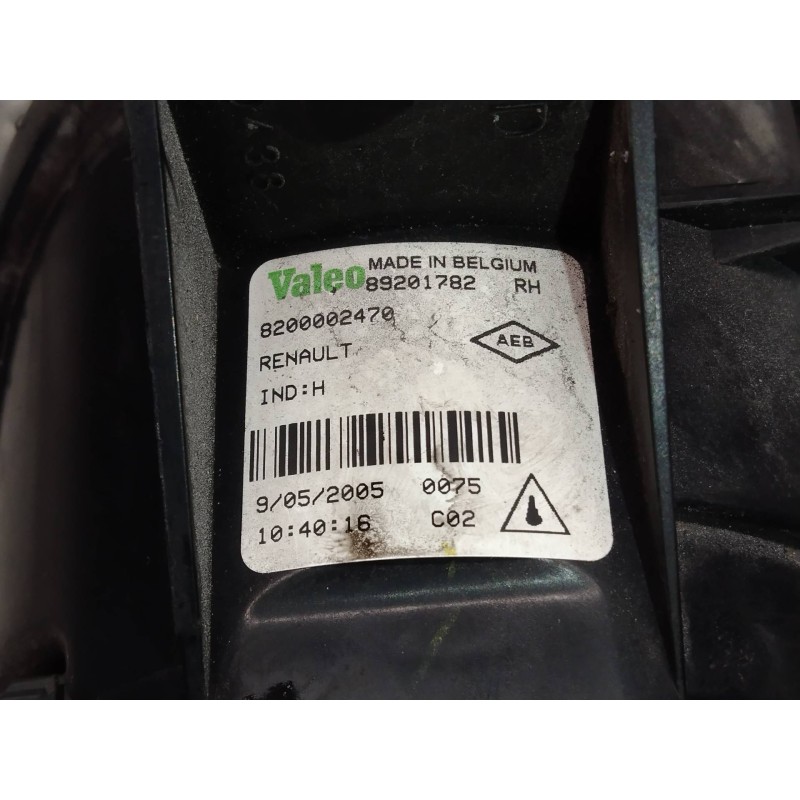 Valeo MADE IN BELGIUM
89201782 RH
8200002470
RENAULT
AEB
IND:H
9/05/2005 0075
10:40:16 C02